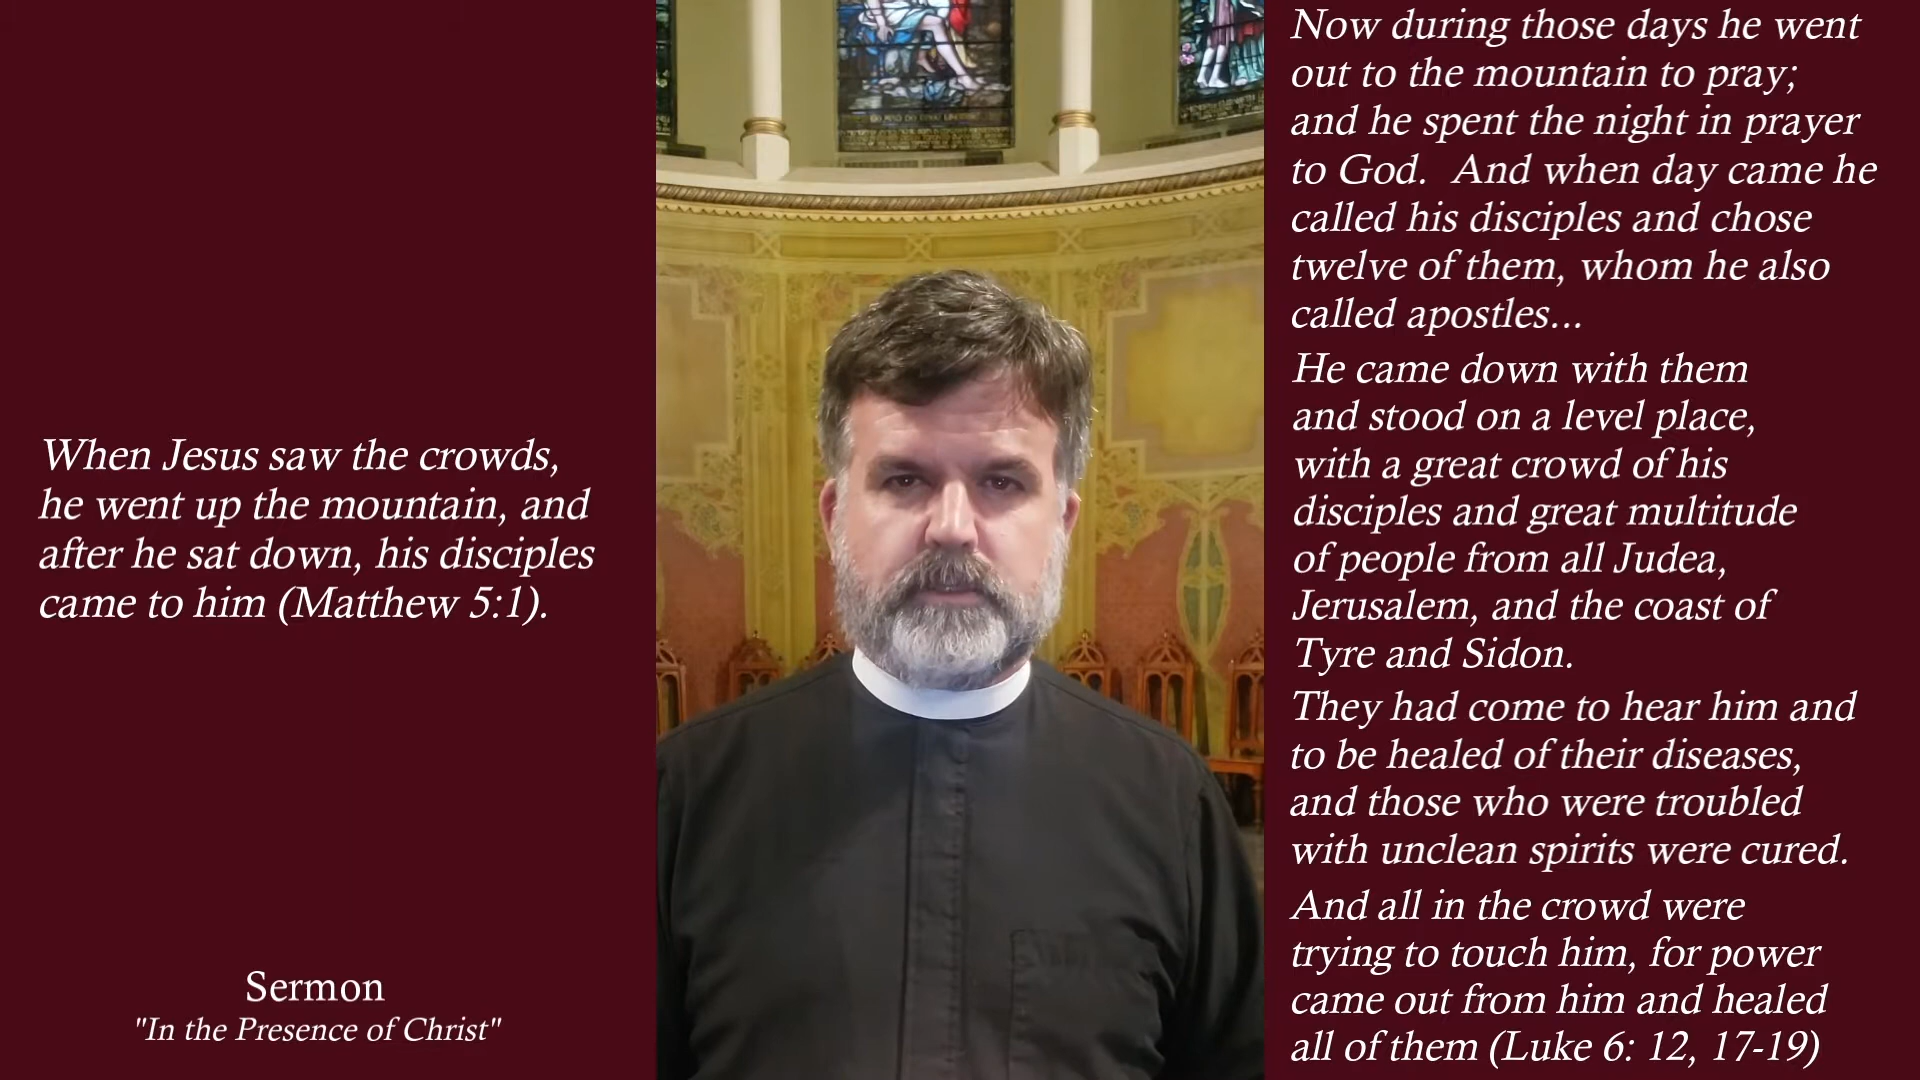 When Jesus saw the crowds,
he went up the mountain, and
after he sat down, his disciples
came to him (Matthew 5:1).
Sermon
"In the Presence of Christ"
Now during those days he went
out to the mountain to pray;
and he spent the night in prayer
to God.  And when day came he
called his disciples and chose
twelve of them, whom he also
called apostles...
He came down with them
and stood on a level place,
with a great crowd of his
disciples and great multitude
of people from all Judea,
Jerusalem, and the coast of
Tyre and Sidon.
They had come to hear him and
to be healed of their diseases,
and those who were troubled
with unclean spirits were cured.
And all in the crowd were
trying to touch him, for power
came out from him and healed
all of them (Luke 6: 12, 17-19)